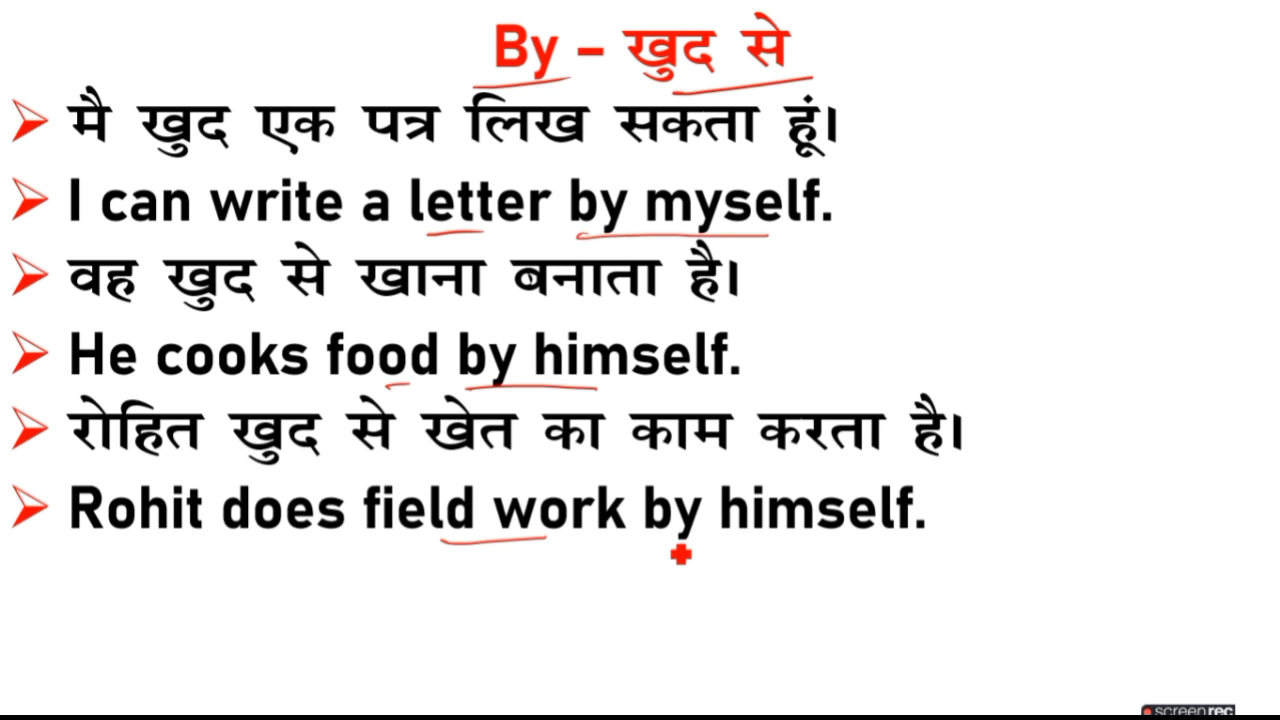 By – खुद से
मै खुद एक पत्र लिख सकता हूं।
I can write a letter by myself.
वह खुद से खाना बनाता है।
He cooks food by himself.
रोहित खुद से खेत का काम करता है।
Rohit does field work by himself.
screenrec